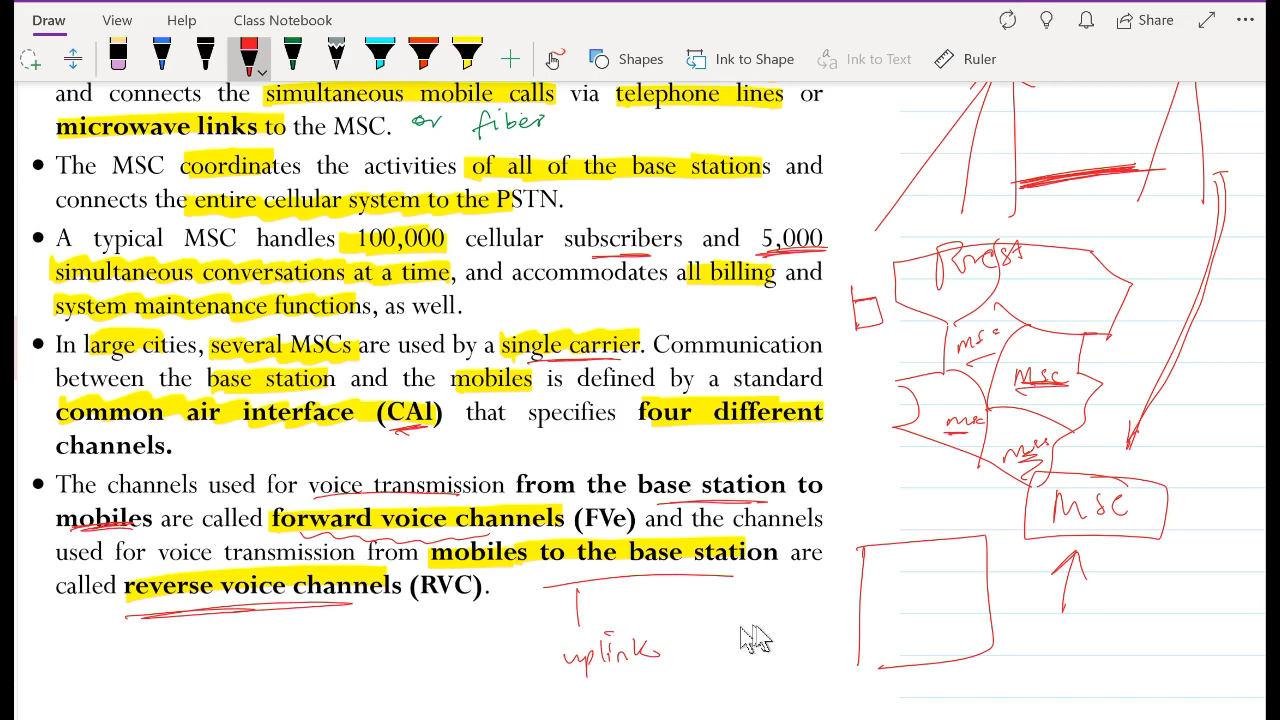 Draw View Help Class Notebook Share
Shapes Ink to Shape Ink to Text Ruler
and connects the simultaneous mobile calls via telephone lines or
microwave links to the MSC. or fiber
• The MSC coordinates the activities of all of the base stations and
connects the entire cellular system to the PSTN.
• A typical MSC handles 100,000 cellular subscribers and 5,000
simultaneous conversations at a time, and accommodates all billing and
system maintenance functions, as well.
• In large cities, several MSCs are used by a single carrier. Communication
between the base station and the mobiles is defined by a standard
common air interface (CAl) that specifies four different
channels.
• The channels used for voice transmission from the base station to
mobiles are called forward voice channels (FVe) and the channels
used for voice transmission from mobiles to the base station are
called reverse voice channels (RVC).
uplink
MSC
MSC
MSC